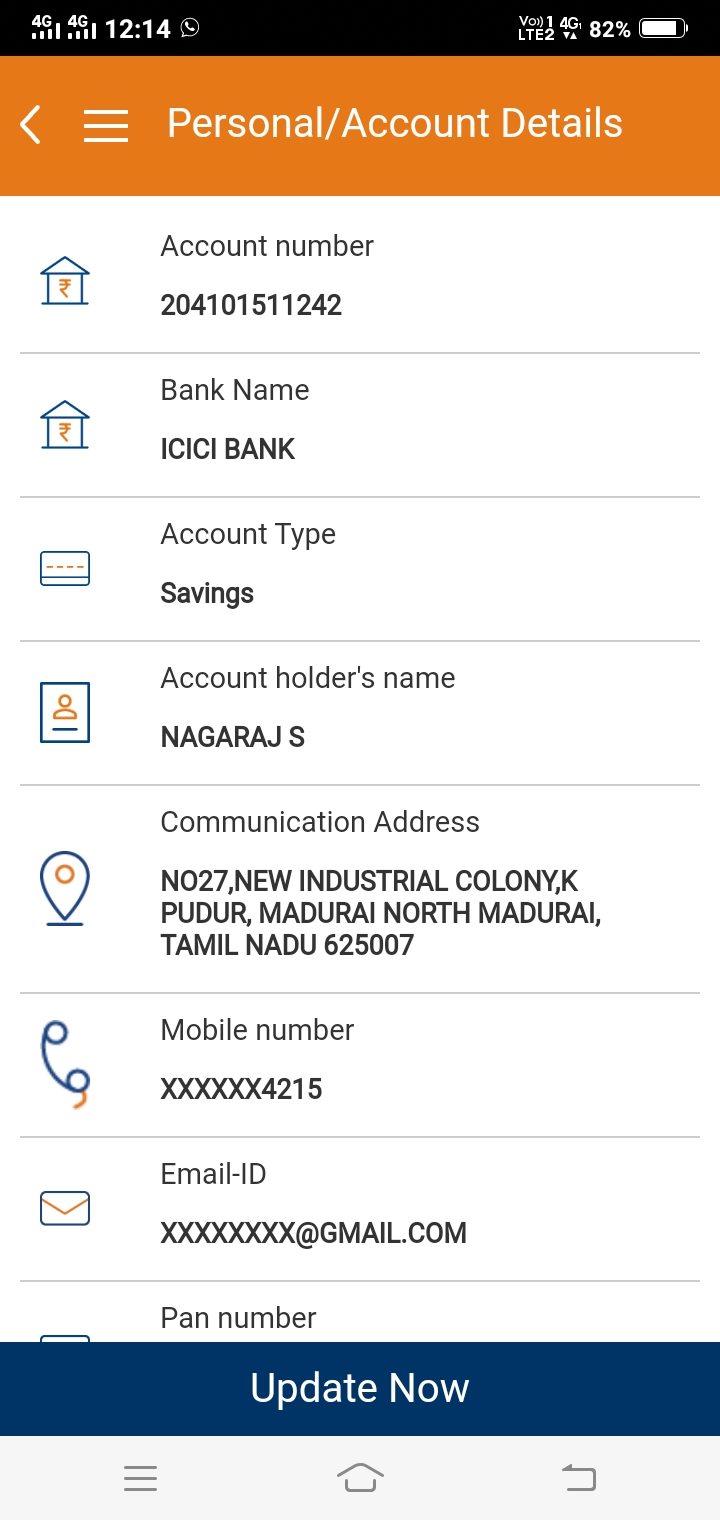 4G 4G 12:14 Vo)) 1 4G 82%
LTE2
Personal/Account Details
Account number
204101511242
Bank Name
ICICI BANK
Account Type
Savings
Account holder's name
NAGARAJ S
Communication Address
NO27,NEW INDUSTRIAL COLONY,K
PUDUR, MADURAI NORTH MADURAI,
TAMIL NADU 625007
Mobile number
XXXXXX4215
Email-ID
XXXXXXXX@GMAIL.COM
Pan number
Update Now